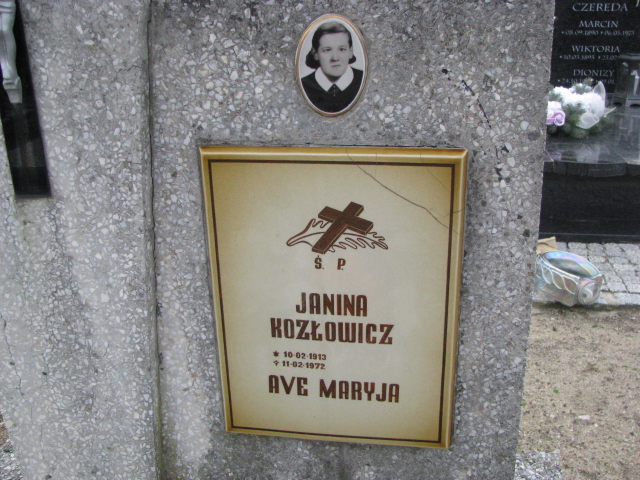 Ś. P.
JANINA
KOZŁOWICZ
* 10-02-1913
✝ 11-02-1972
AVE MARYJA
CZEREDA
MARCIN
WIKTORIA
DIONIZY